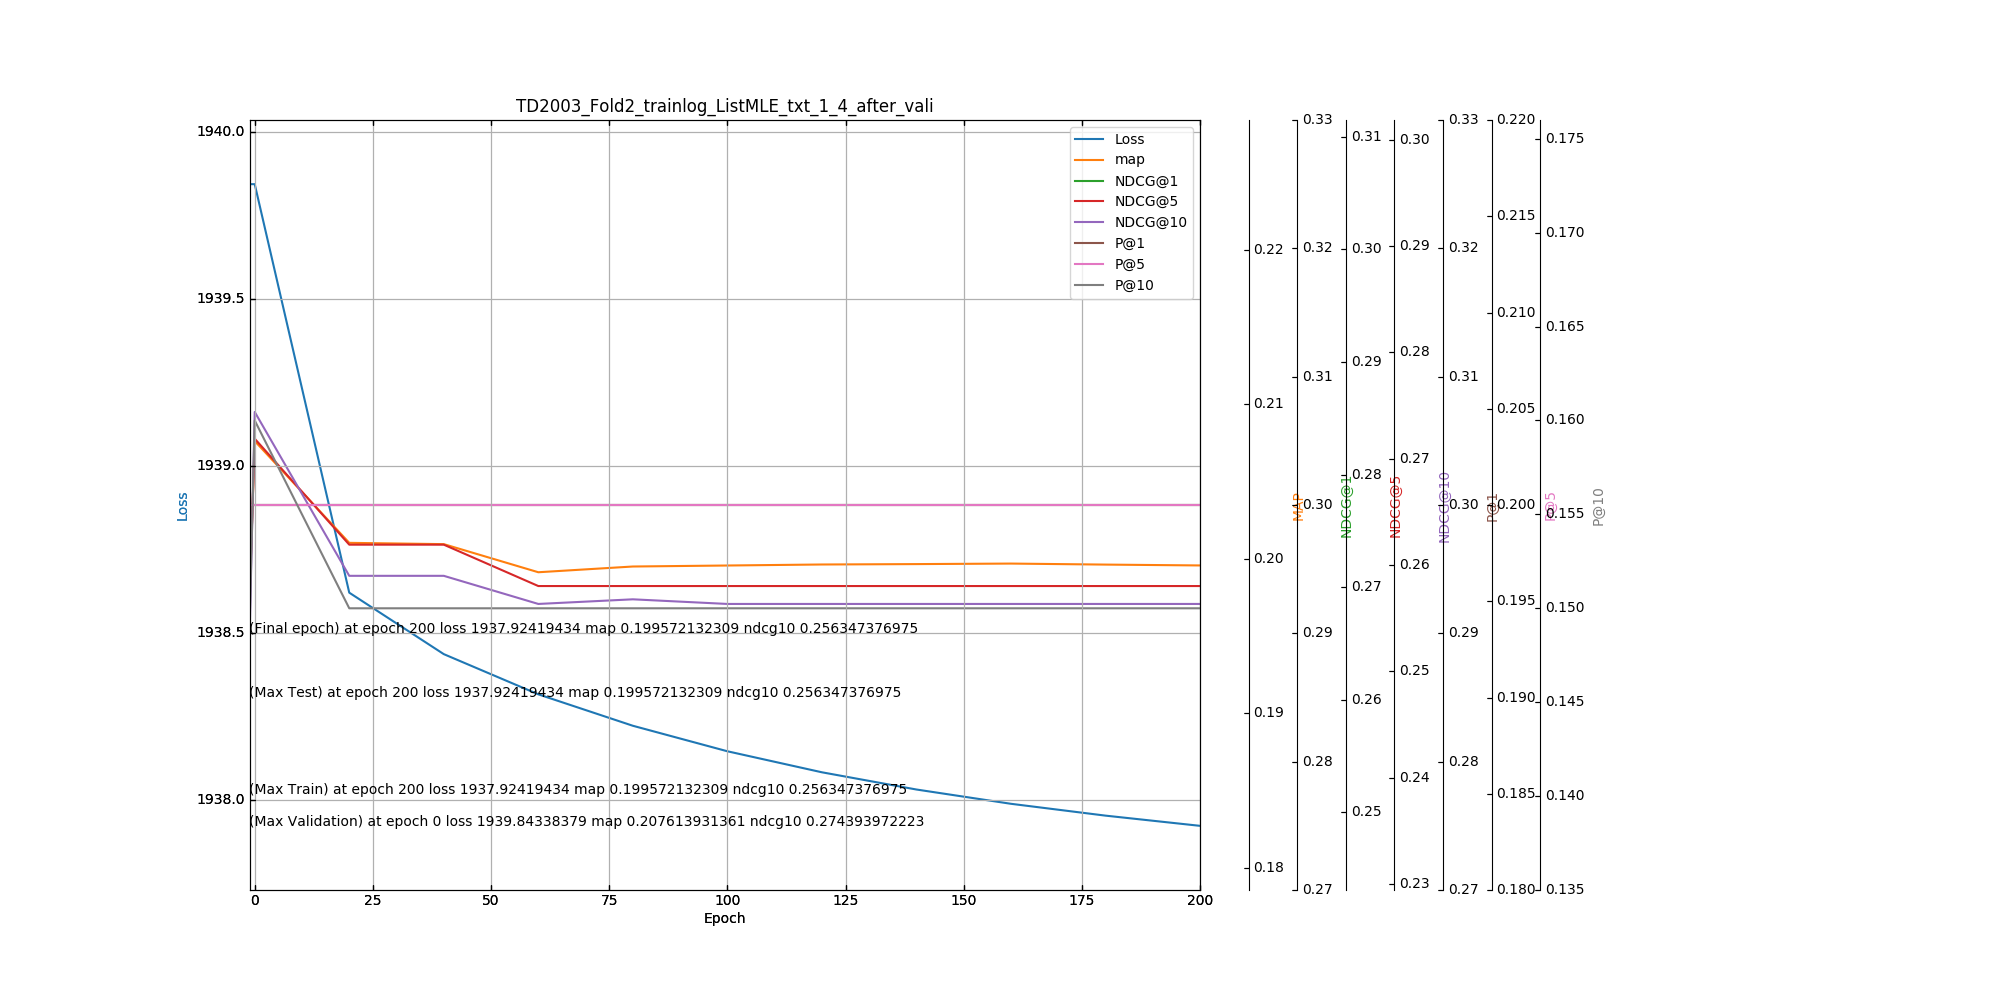 TD2003_Fold2_trainlog_ListMLE_txt_1_4_after_vali
Loss
map
NDCG@1
NDCG@5
NDCG@10
P@1
P@5
P@10
1940.0
1939.5
1939.0
1938.5
1938.0
Loss
(Final epoch) at epoch 200 loss 1937.92419434 map 0.199572132309 ndcg10 0.256347376975
(Max Test) at epoch 200 loss 1937.92419434 map 0.199572132309 ndcg10 0.256347376975
(Max Train) at epoch 200 loss 1937.92419434 map 0.199572132309 ndcg10 0.256347376975
(Max Validation) at epoch 0 loss 1939.84338379 map 0.207613931361 ndcg10 0.274393972223
0 25 50 75 100 125 150 175 200
Epoch
0.22
0.21
0.20
0.19
0.18
MAP
0.33
0.32
0.31
0.30
0.29
0.28
0.27
NDCG@1
0.31
0.30
0.29
0.28
0.27
0.26
0.25
NDCG@5
0.30
0.29
0.28
0.27
0.26
0.25
0.24
0.23
NDCG@10
0.33
0.32
0.31
0.30
0.29
0.28
0.27
P@1
0.220
0.215
0.210
0.205
0.200
0.195
0.190
0.185
0.180
P@5
0.175
0.170
0.165
0.160
0.155
0.150
0.145
0.140
0.135
P@10